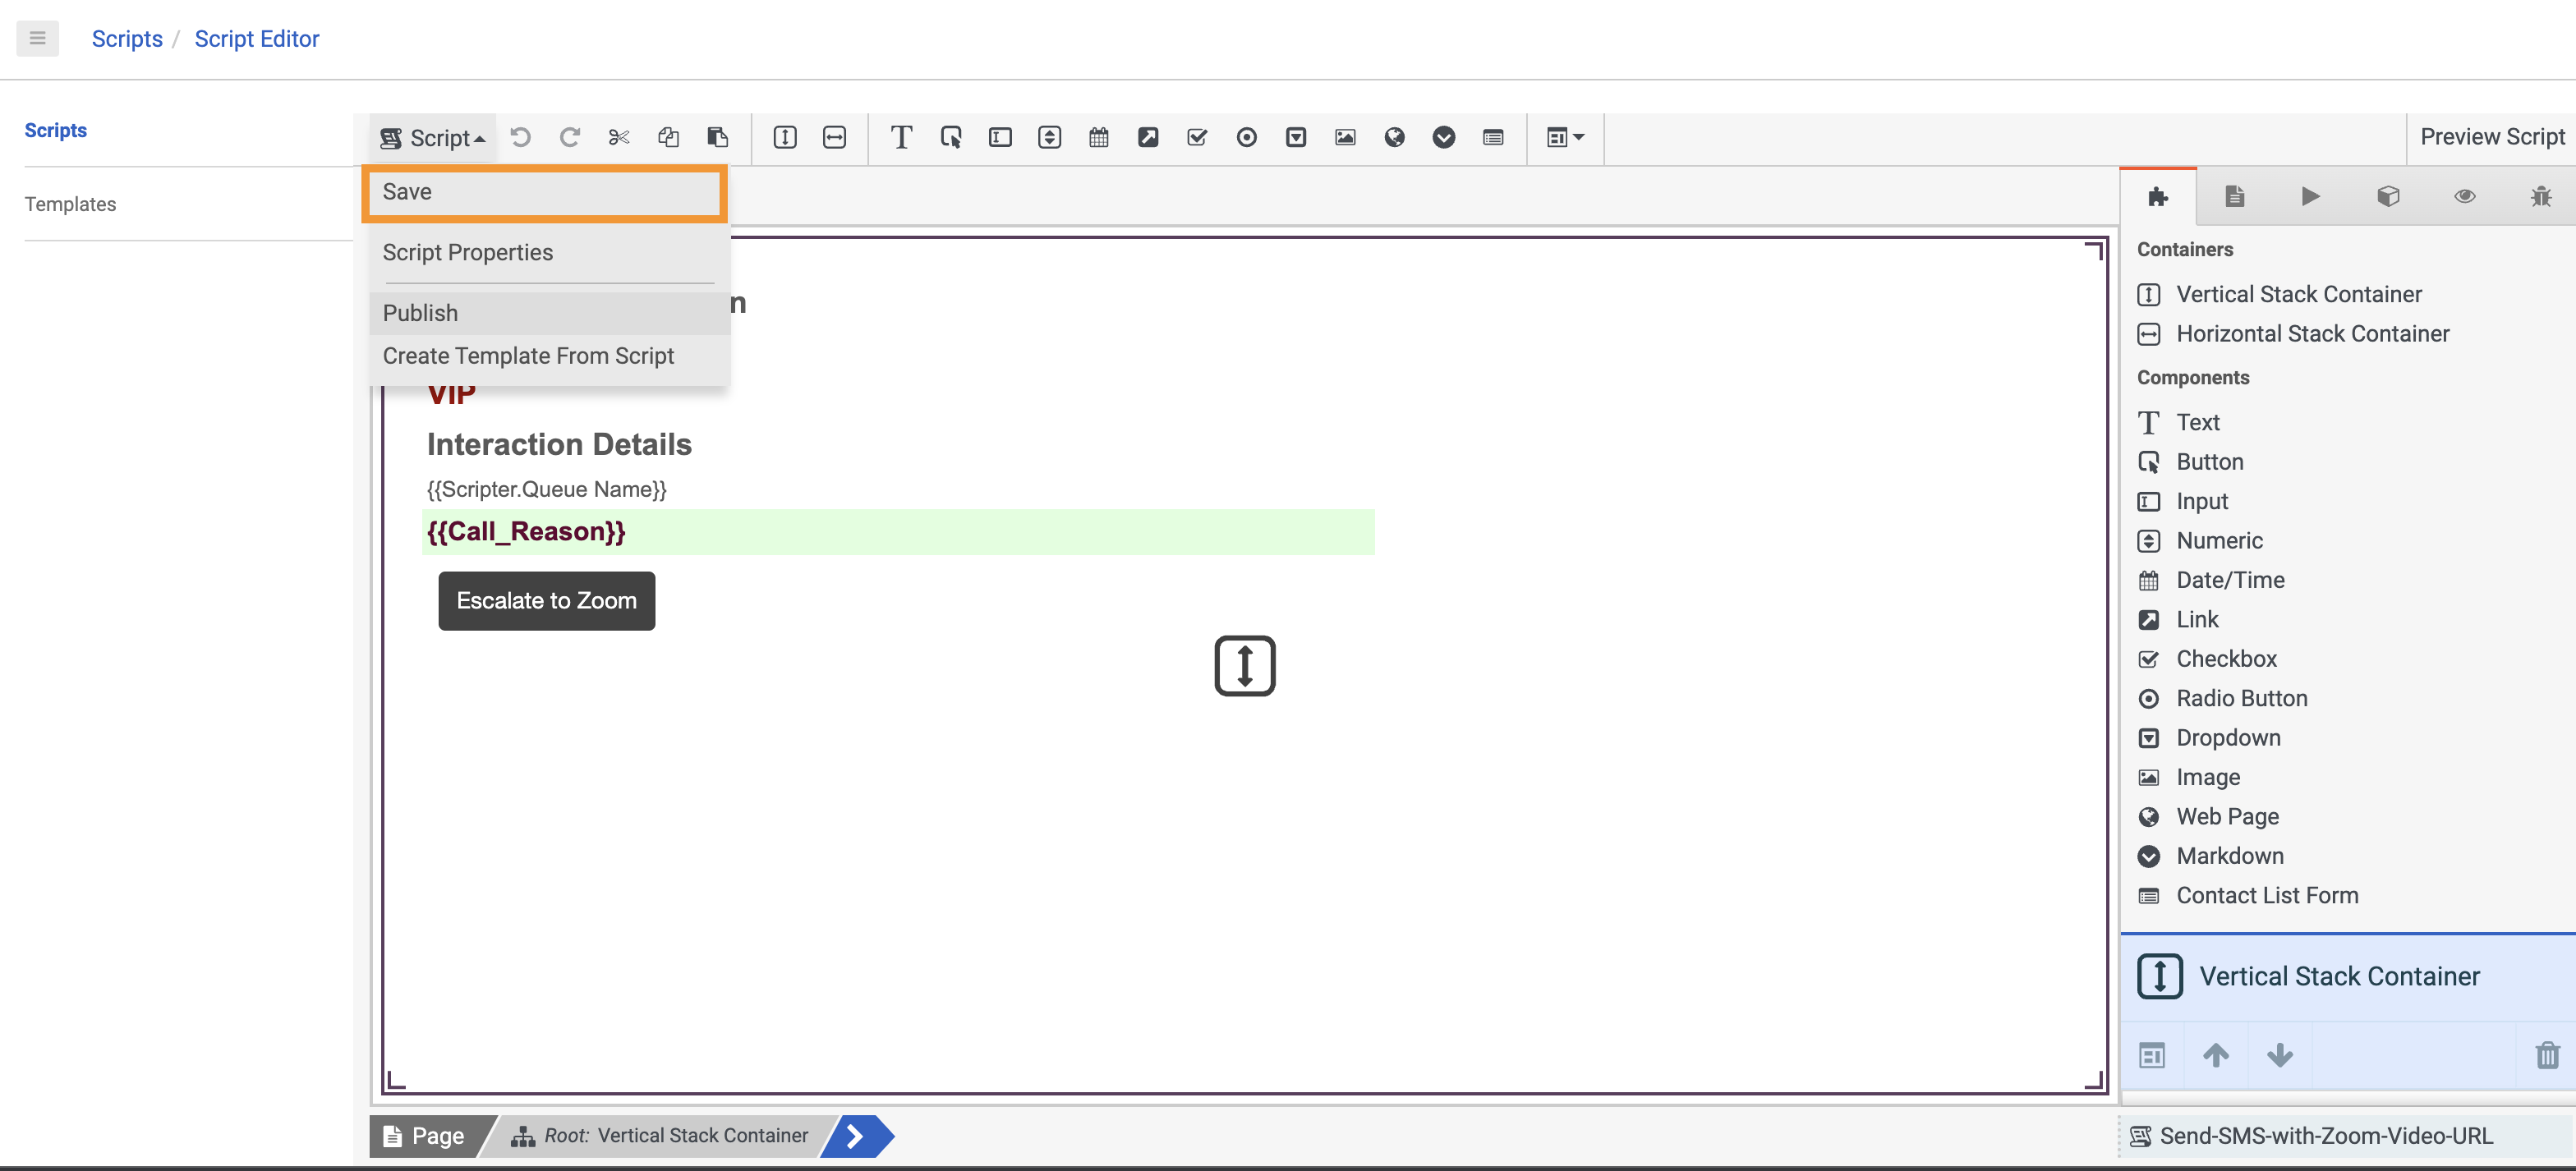 Scripts / Script Editor
Scripts
Templates
Script
Preview Script
Save
Script Properties
Publish
Create Template From Script
n
VIP
Interaction Details
{{Scripter.Queue Name}}
{{Call_Reason}}
Escalate to Zoom
Containers
Vertical Stack Container
Horizontal Stack Container
Components
Text
Button
Input
Numeric
Date/Time
Link
Checkbox
Radio Button
Dropdown
Image
Web Page
Markdown
Contact List Form
Vertical Stack Container
Page
Root: Vertical Stack Container
Send-SMS-with-Zoom-Video-URL